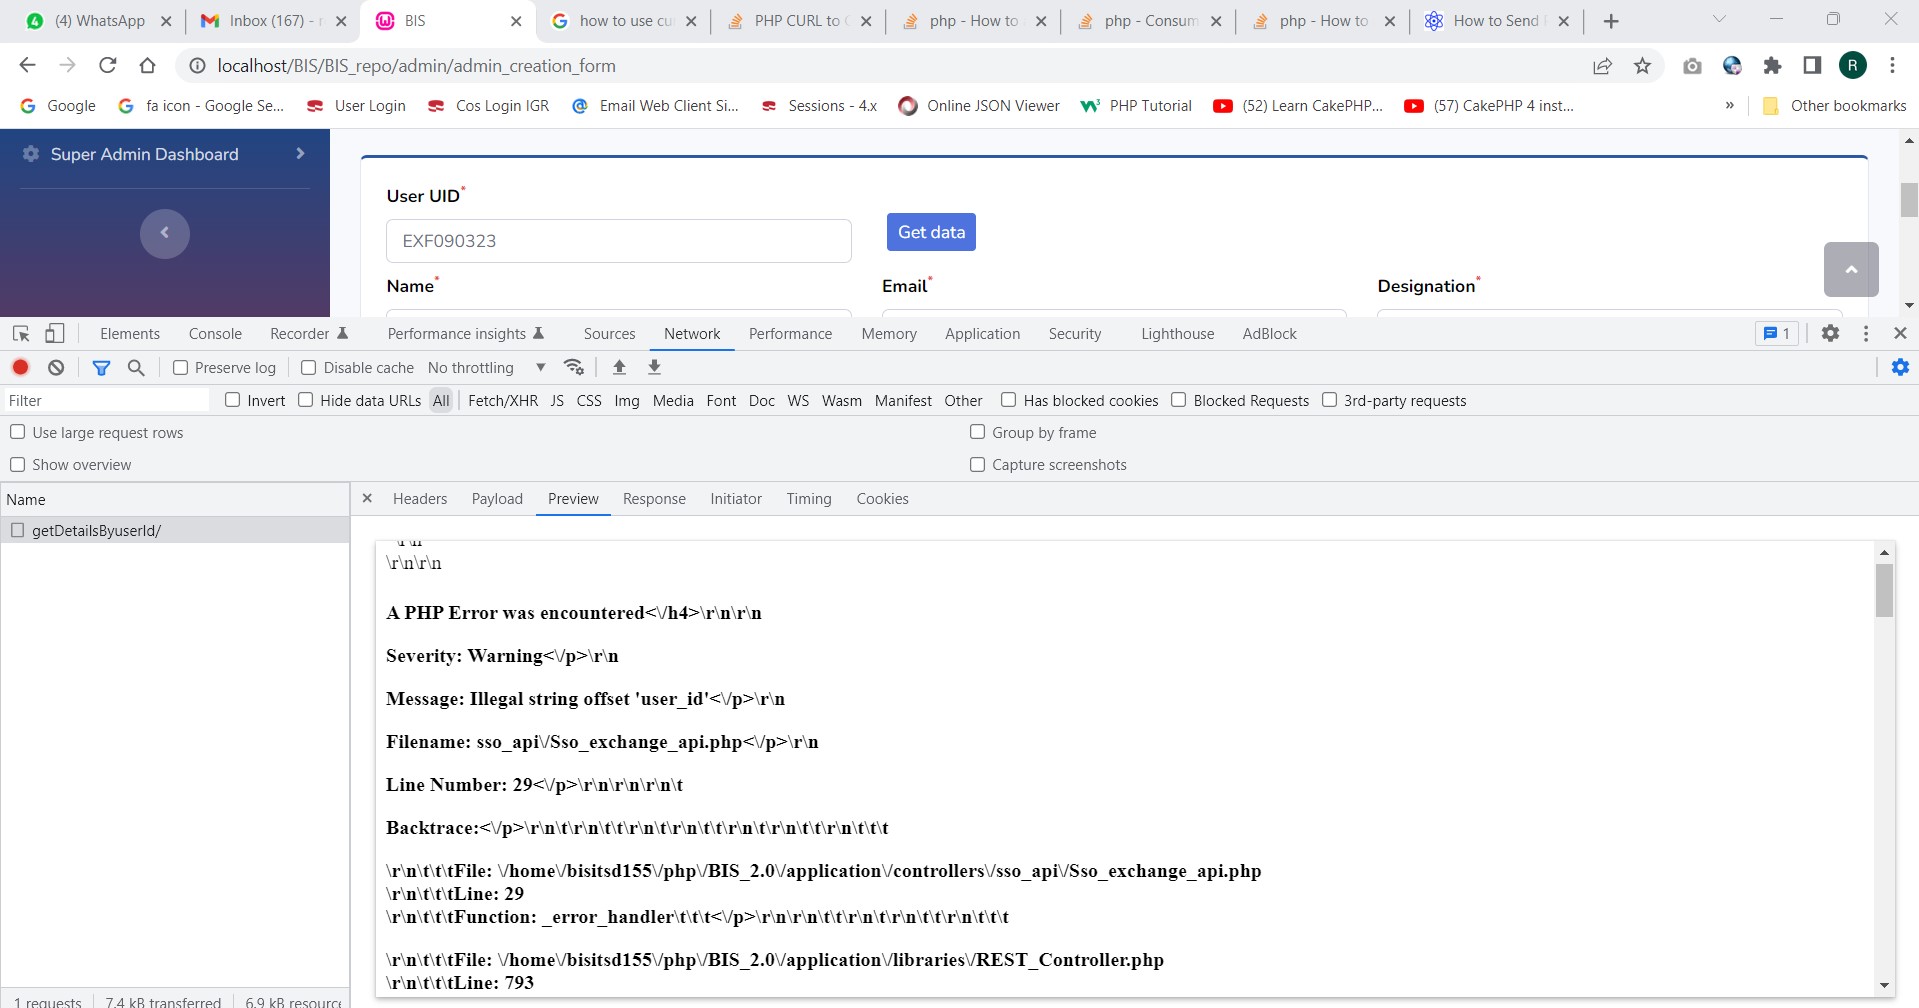 (4) WhatsApp
Inbox (167) -
BIS
how to use cu
PHP CURL to
php - How to
php - Consum
php - How to
How to Send
localhost/BIS/BIS_repo/admin/admin_creation_form
R
Google
fa icon - Google Se...
User Login
Cos Login IGR
Email Web Client Si...
Sessions - 4.x
Online JSON Viewer
PHP Tutorial
(52) Learn CakePHP...
(57) CakePHP 4 inst...
»
Other bookmarks
Super Admin Dashboard
User UID*
EXF090323
Get data
Name*
Email*
Designation*
Elements
Console
Recorder
Performance insights
Sources
Network
Performance
Memory
Application
Security
Lighthouse
AdBlock
1
Preserve log
Disable cache
No throttling
Filter
Invert
Hide data URLs
All
Fetch/XHR
JS
CSS
Img
Media
Font
Doc
WS
Wasm
Manifest
Other
Has blocked cookies
Blocked Requests
3rd-party requests
Use large request rows
Group by frame
Show overview
Capture screenshots
Name
Headers
Payload
Preview
Response
Initiator
Timing
Cookies
getDetailsByuserId/
\r\n
\r\n\r\n
A PHP Error was encountered<\/h4>\r\n\r\n
Severity: Warning<\/p>\r\n
Message: Illegal string offset 'user_id'<\/p>\r\n
Filename: sso_api\/Sso_exchange_api.php<\/p>\r\n
Line Number: 29<\/p>\r\n\r\n\r\n\t
Backtrace:<\/p>\r\n\t\r\n\t\t\r\n\t\r\n\t\t\r\n\t\r\n\t\t\r\n\t\t\t
\r\n\t\t\tFile: \/home\/bisitsd155\/php\/BIS_2.0\/application\/controllers\/sso_api\/Sso_exchange_api.php
\r\n\t\t\tLine: 29
\r\n\t\t\tFunction: _error_handler\t\t\t<\/p>\r\n\r\n\t\t\r\n\t\r\n\t\t\r\n\t\t\t
\r\n\t\t\tFile: \/home\/bisitsd155\/php\/BIS_2.0\/application\/libraries\/REST_Controller.php
\r\n\t\t\tLine: 793
1 requests
7.4 kB transferred
6.9 kB resourc